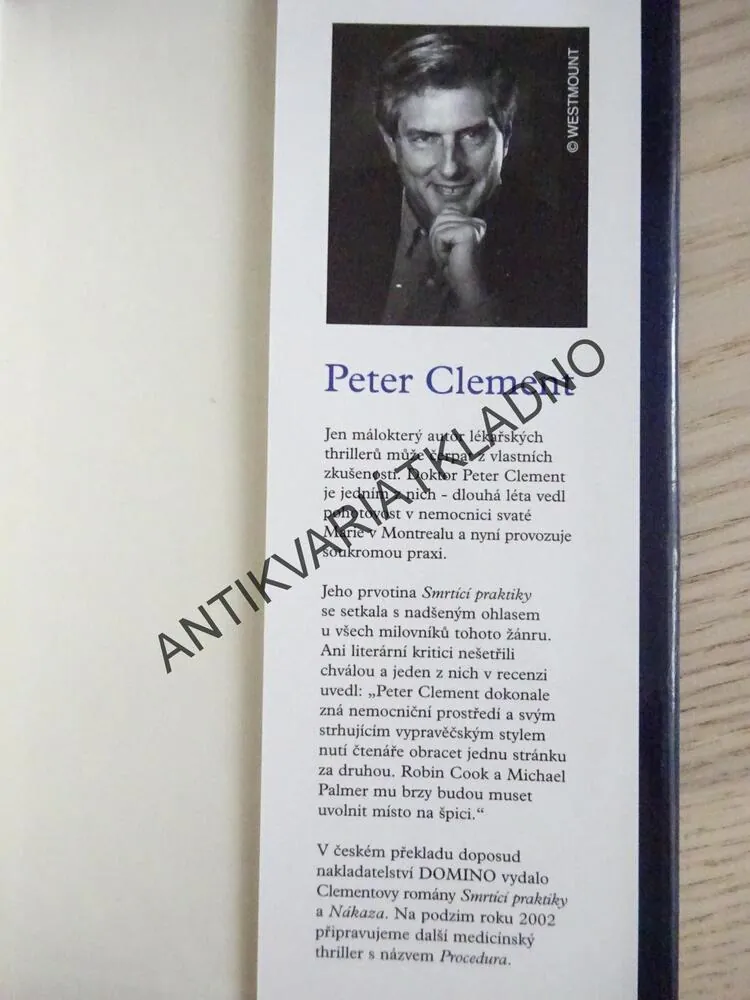 © WESTMOUNT
Peter Clement
Jen málokterý autor lékařských
thrillerů může čerpat z vlastních
zkušeností. Doktor Peter Clement
je jedním z nich - dlouhá léta vedl
pohotovost v nemocnici svaté
Marie v Montrealu a nyní provozuje
soukromou praxi.
Jeho prvotina Smrtící praktiky
se setkala s nadšeným ohlasem
u všech milovníků tohoto žánru.
Ani literární kritici nešetřili
chválou a jeden z nich v recenzi
uvedl: „Peter Clement dokonale
zná nemocniční prostředí a svým
strhujícím vypravěčským stylem
nutí čtenáře obracet jednu stránku
za druhou. Robin Cook a Michael
Palmer mu brzy budou muset
uvolnit místo na špici.“
V českém překladu doposud
nakladatelství DOMINO vydalo
Clementovy romány Smrtící praktiky
a Nákaza. Na podzim roku 2002
připravujeme další medicínský
thriller s názvem Procedura.
ANTIKVARIÁTKLADNO